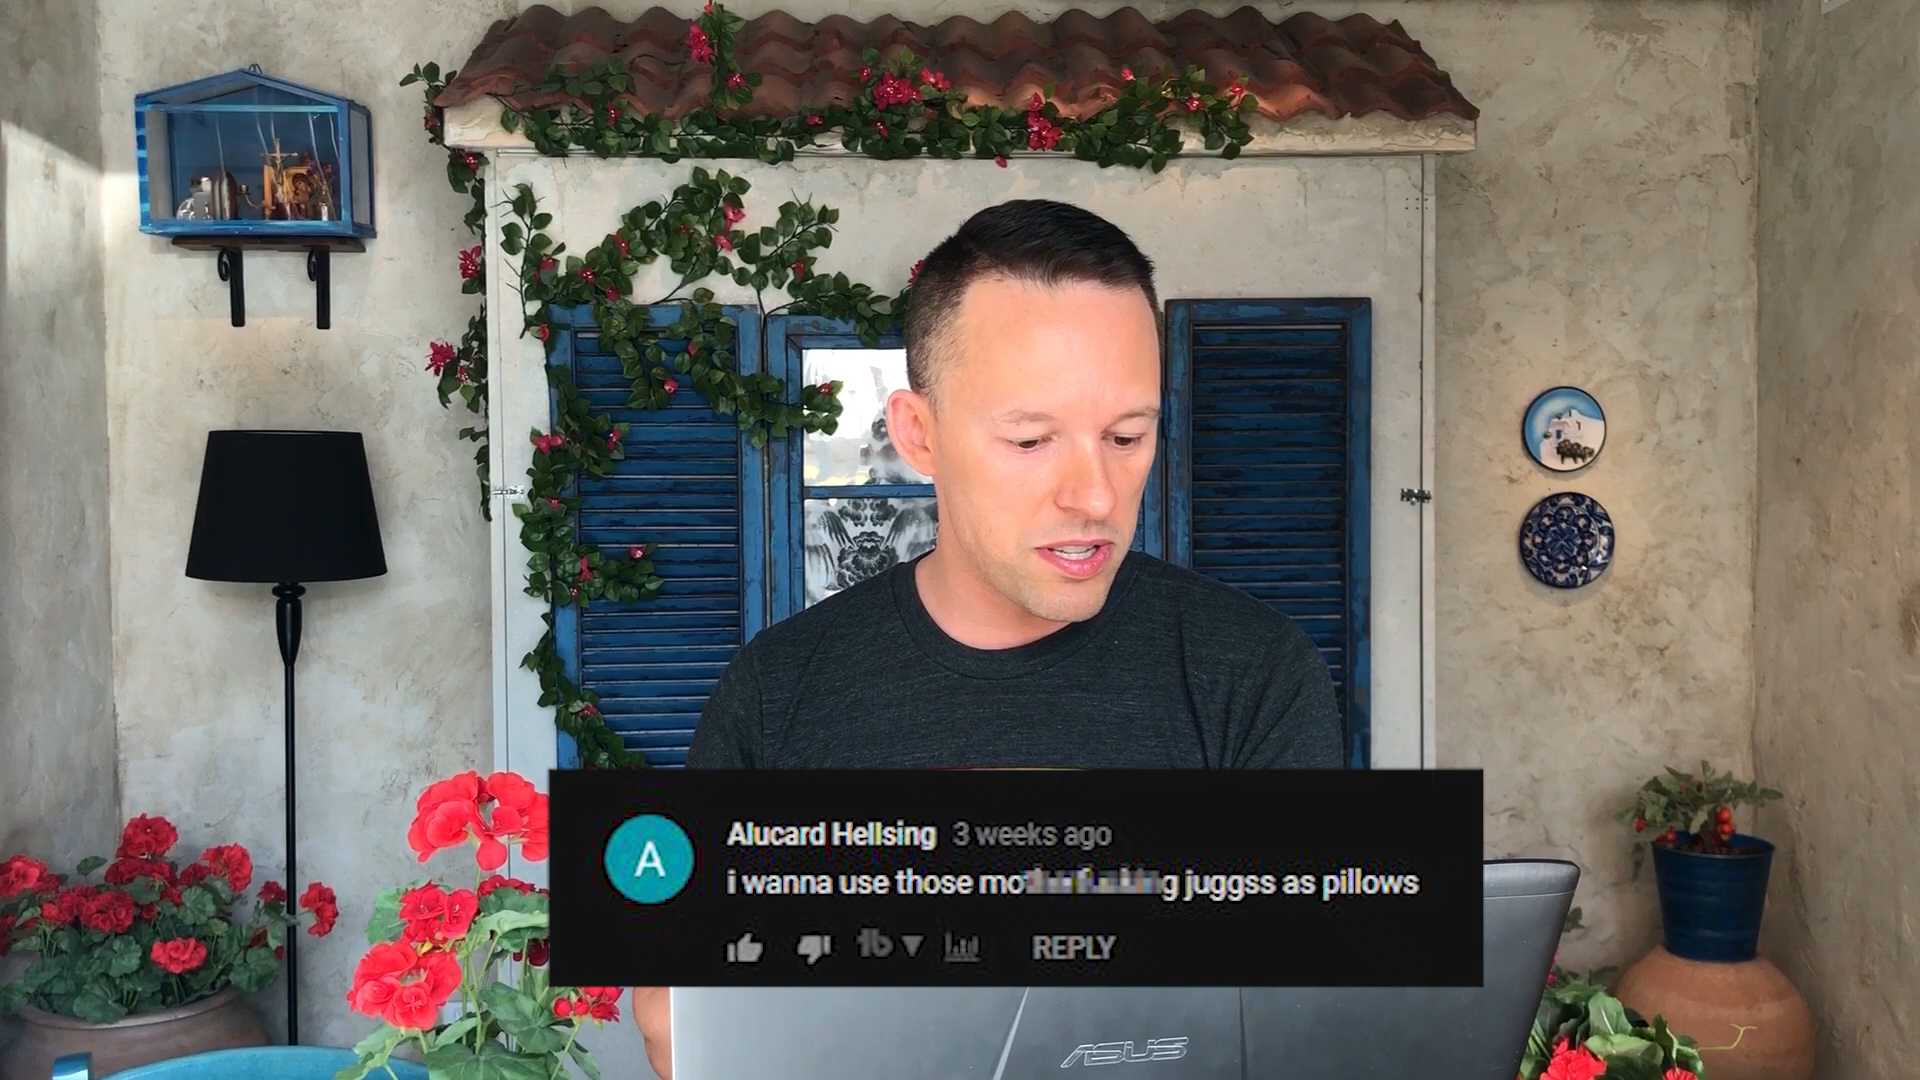 Alucard Hellsing 3 weeks ago
i wanna use those juggss as pillows
REPLY
A
ASUS